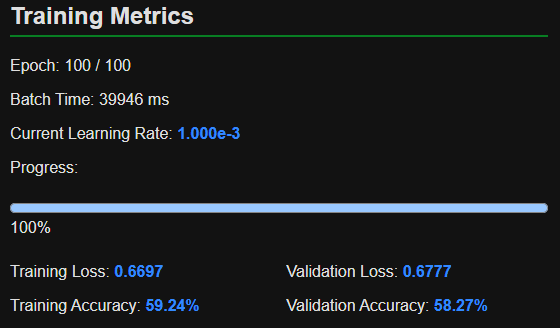 Training Metrics
Epoch: 100 / 100
Batch Time: 39946 ms
Current Learning Rate: 1.000e-3
Progress:
100%
Training Loss: 0.6697 Validation Loss: 0.6777
Training Accuracy: 59.24% Validation Accuracy: 58.27%